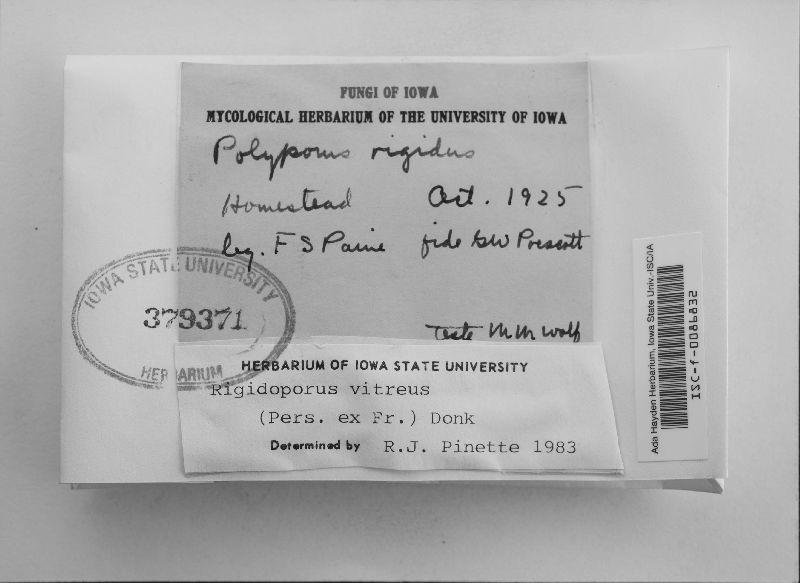 FUNGI OF IOWA
MYCOLOGICAL HERBARIUM OF THE UNIVERSITY OF IOWA
Polyporus rigidus
Homestead Oct. 1925
leg. F S Paine fide GW Prescott
Teste M M Wolf
IOWA STATE UNIVERSITY
379371
HERBARIUM
HERBARIUM OF IOWA STATE UNIVERSITY
Rigidoporus vitreus
(Pers. ex Fr.) Donk
Determined by R.J. Pinette 1983
Ada Hayden Herbarium, Iowa State Univ.-ISC/IA
ISC-f-0086832